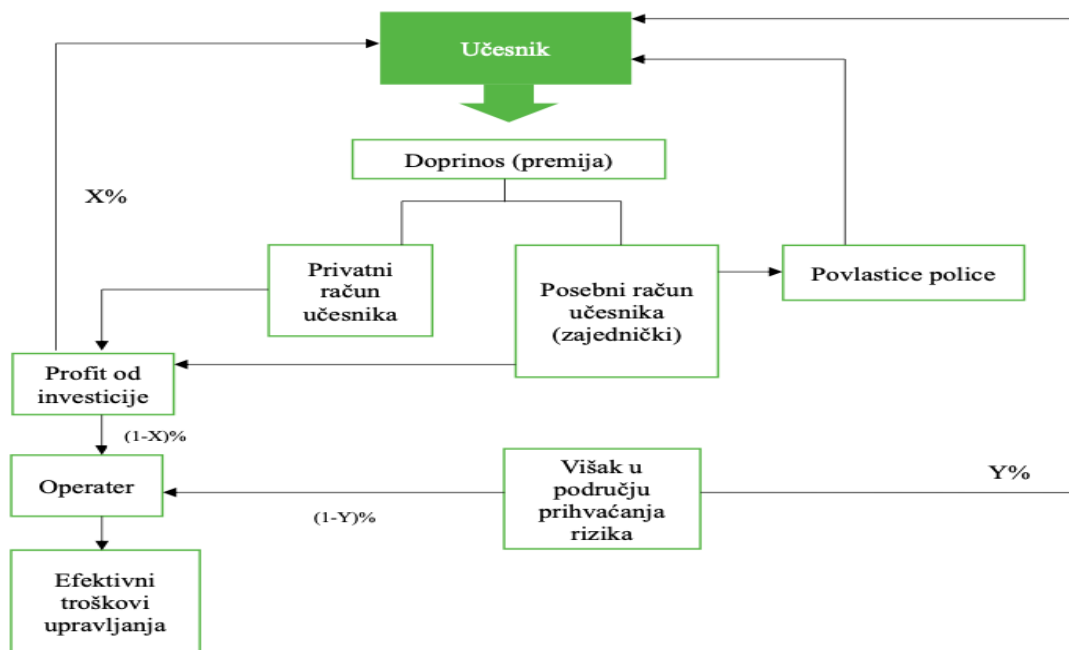 Učesnik
Doprinos (premija)
X%
Privatni
račun
učesnika
Posebni račun
učesnika
(zajednički)
Povlastice police
Profit od
investicije
(1-X)%
Operater
Višak u
području
prihvaćanja
rizika
Y%
(1-Y)%
Efektivni
troškovi
upravljanja